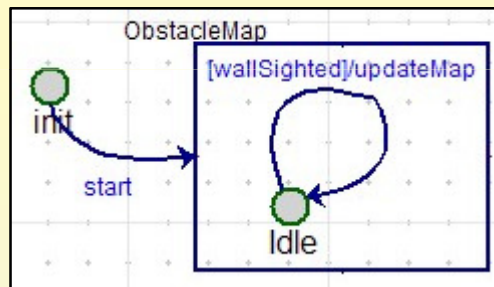 ObstacleMap
[wallSighted]/updateMap
init
start
Idle